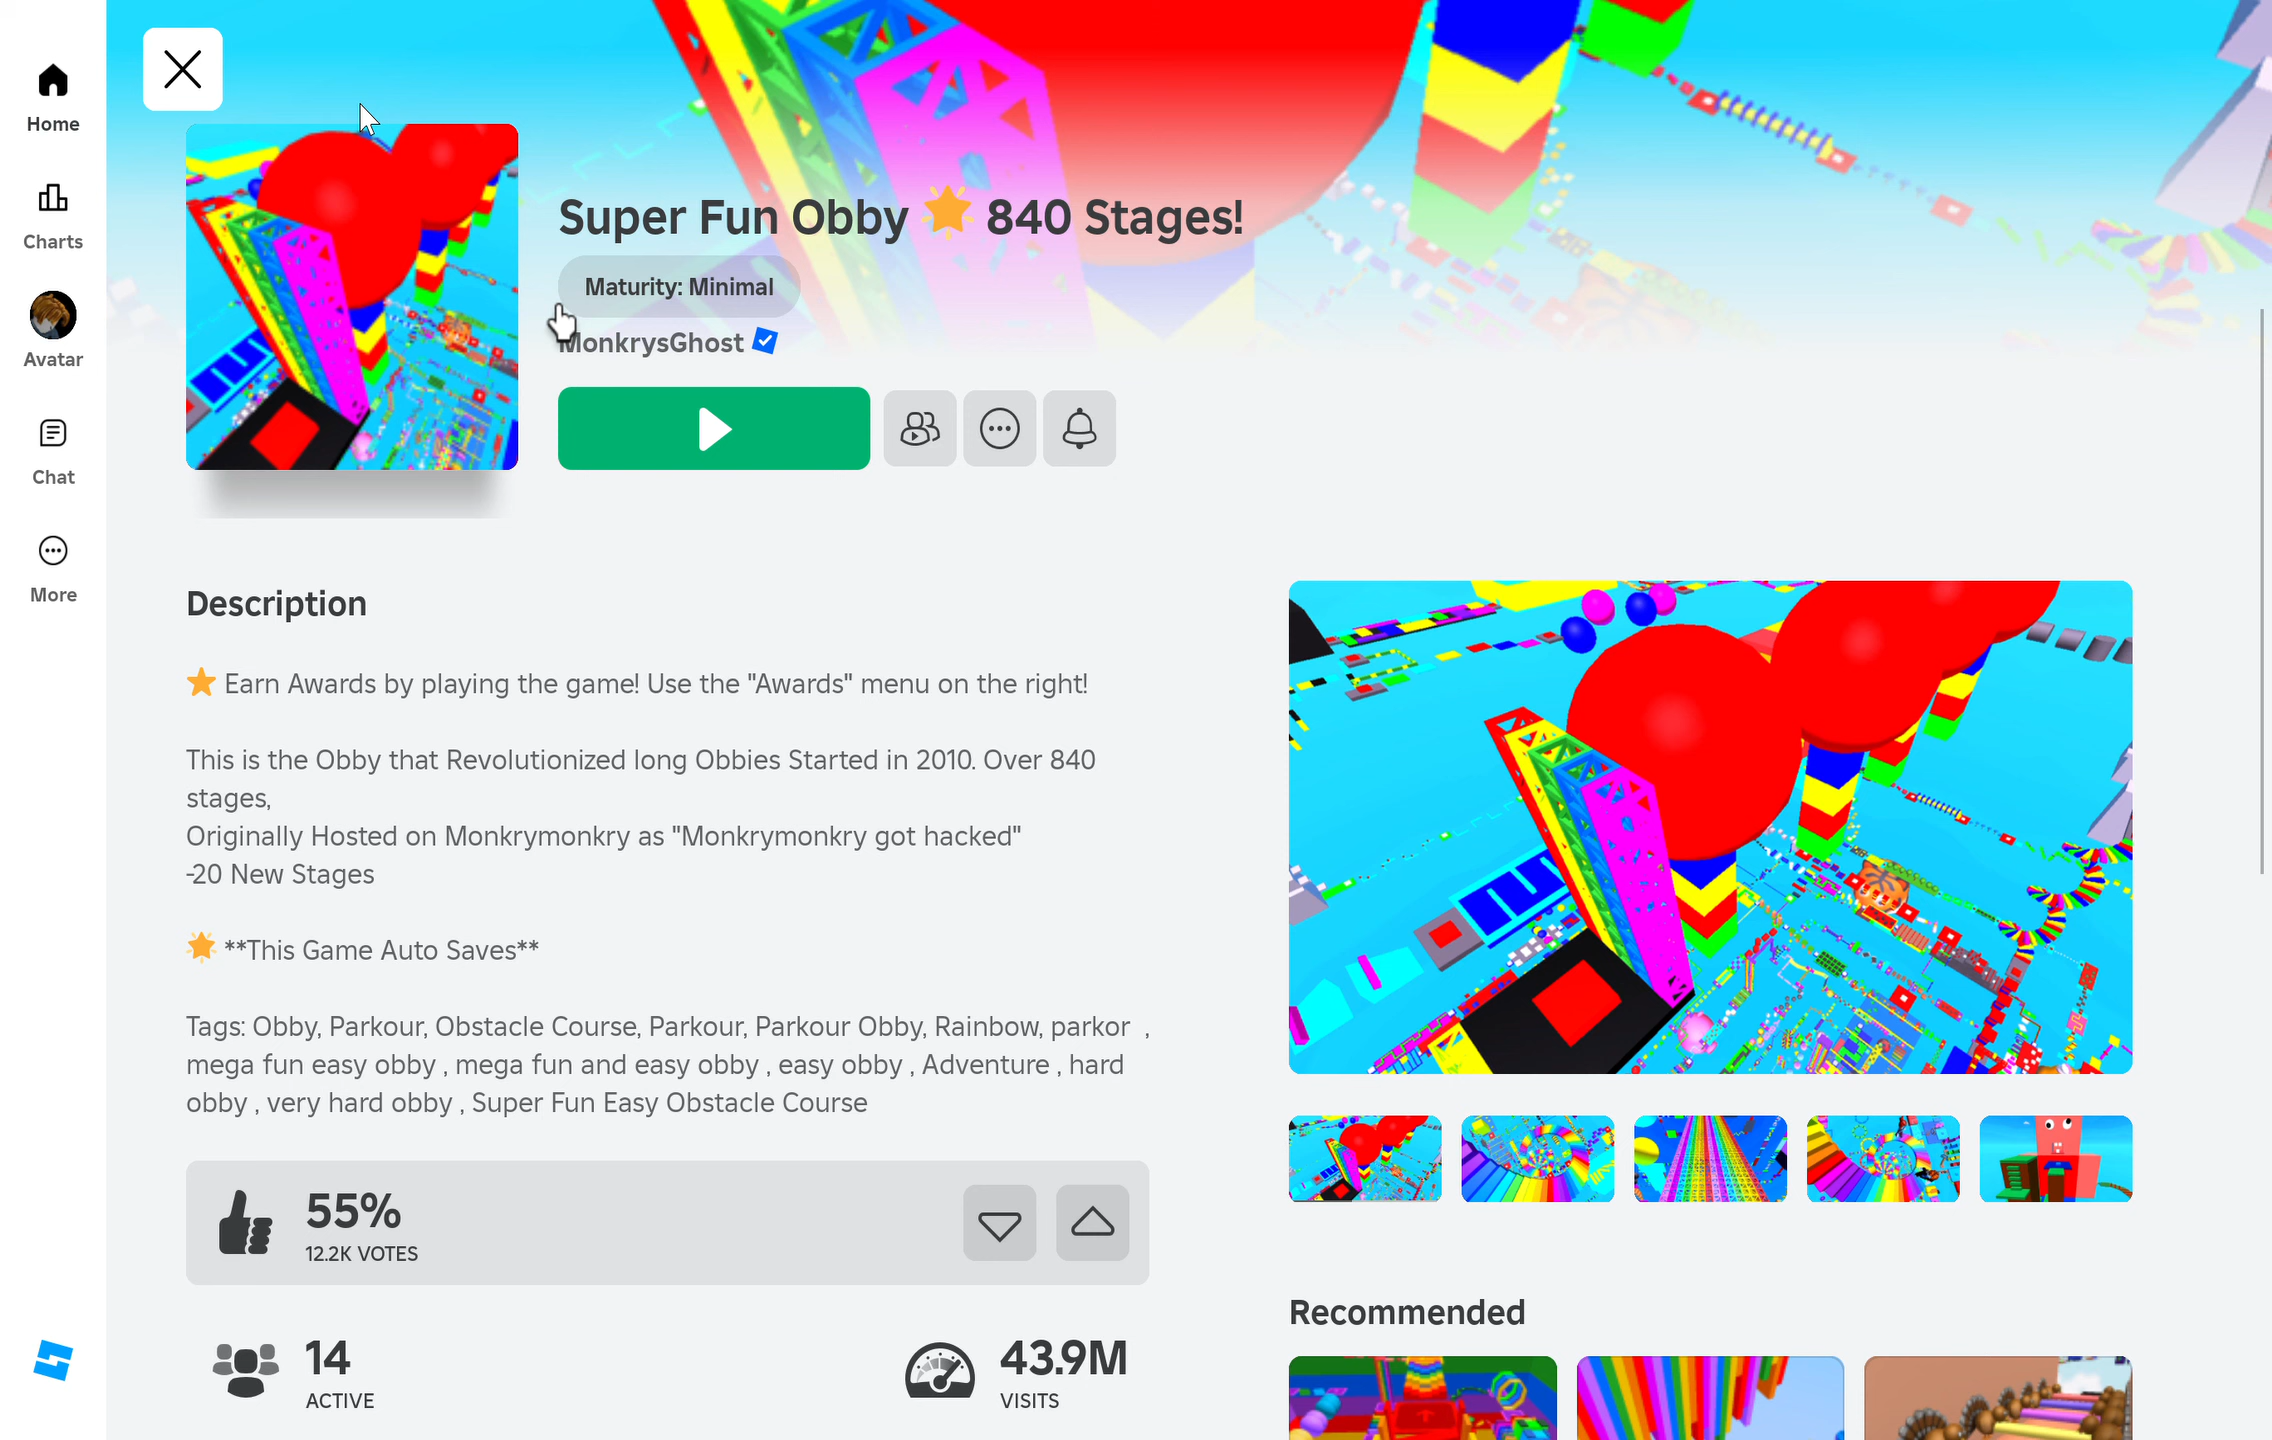 Home
Charts
Avatar
Chat
More
Super Fun Obby 🌟 840 Stages!
Maturity: Minimal
MonkrysGhost
Description
⭐ Earn Awards by playing the game! Use the "Awards" menu on the right!
This is the Obby that Revolutionized long Obbies Started in 2010. Over 840
stages,
Originally Hosted on Monkrymonkry as "Monkrymonkry got hacked"
-20 New Stages
🌟 **This Game Auto Saves**
Tags: Obby, Parkour, Obstacle Course, Parkour, Parkour Obby, Rainbow, parkor ,
mega fun easy obby , mega fun and easy obby , easy obby , Adventure , hard
obby , very hard obby , Super Fun Easy Obstacle Course
55%
12.2K VOTES
14
ACTIVE
43.9M
VISITS
Recommended